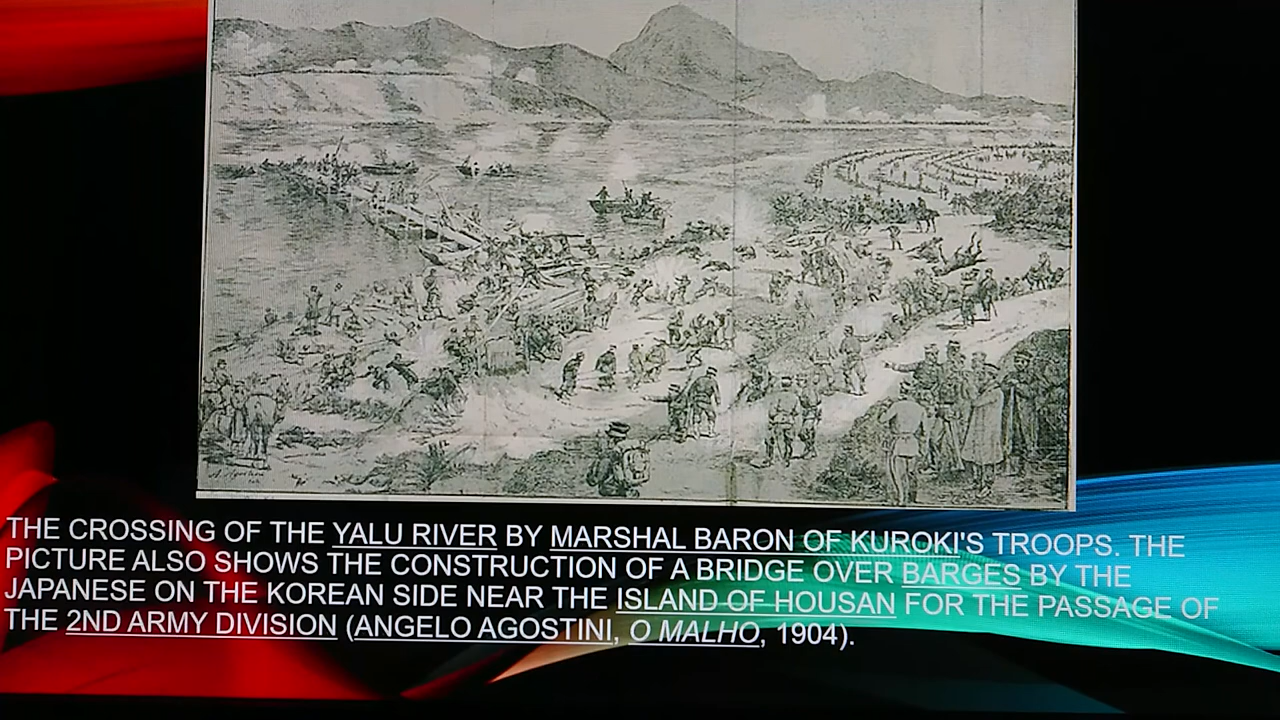 THE CROSSING OF THE YALU RIVER BY MARSHAL BARON OF KUROKI'S TROOPS. THE
PICTURE ALSO SHOWS THE CONSTRUCTION OF A BRIDGE OVER BARGES BY THE
JAPANESE ON THE KOREAN SIDE NEAR THE ISLAND OF HOUSAN FOR THE PASSAGE OF
THE 2ND ARMY DIVISION (ANGELO AGOSTINI, O MALHO, 1904).